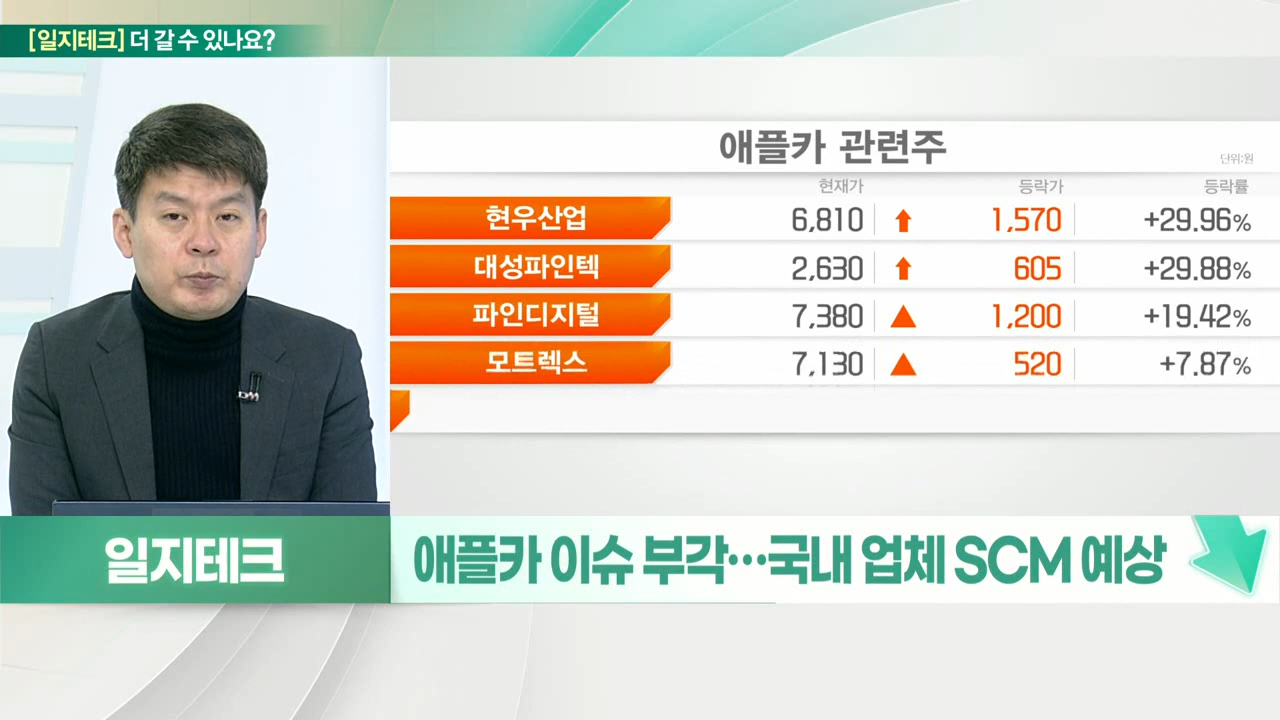 [일지테크] 더 갈 수 있나요?
애플카 관련주
단위:원
현재가 등락가 등락률
현우산업 6,810 1,570 +29.96%
대성파인텍 2,630 605 +29.88%
파인디지털 7,380 1,200 +19.42%
모트렉스 7,130 520 +7.87%
일지테크
애플카 이슈 부각…국내 업체 SCM 예상